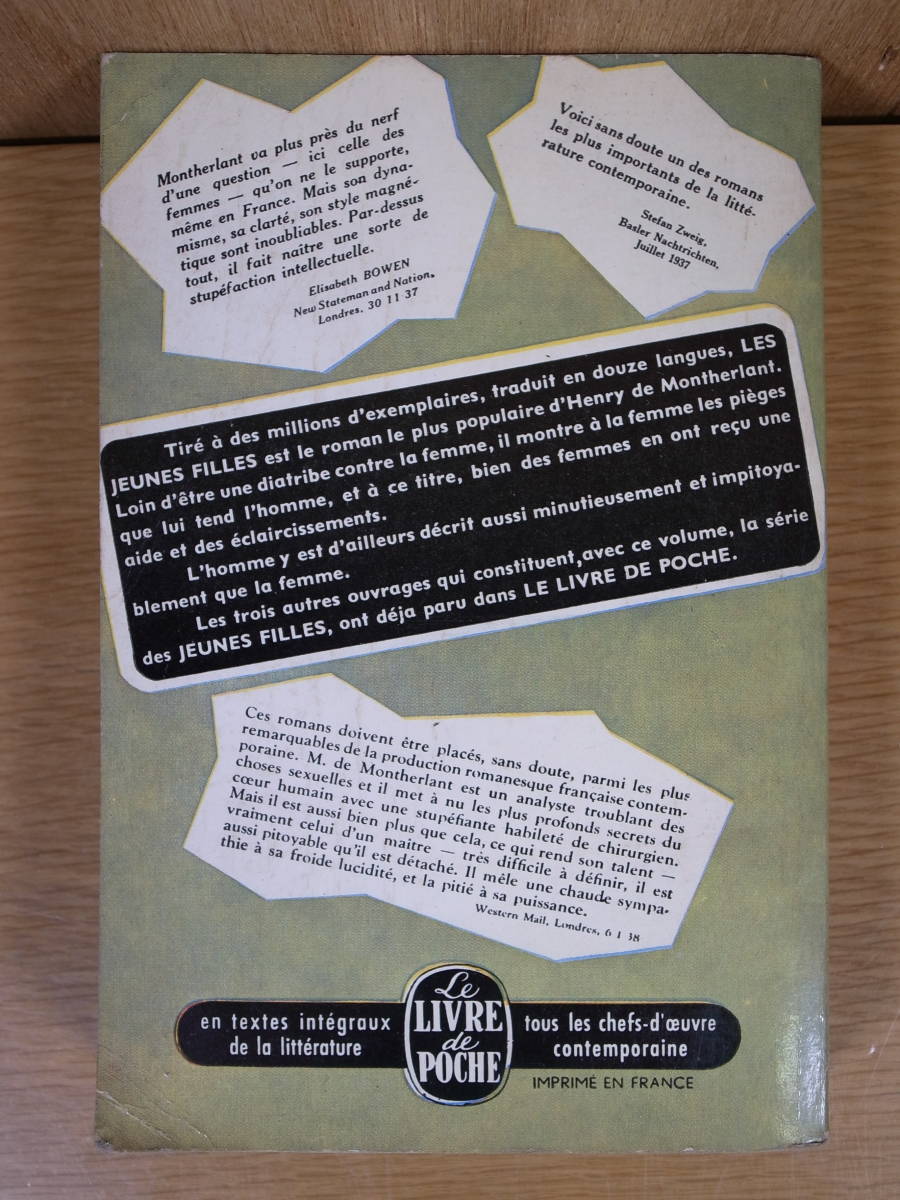 Montherlant va plus près du nerf
d'une question — ici celle des
femmes — qu'on ne le supporte,
même en France. Mais son dyna-
misme, sa clarté, son style magné-
tique sont inoubliables. Par-dessus
tout, il fait naître une sorte de
stupéfaction intellectuelle.
Elisabeth BOWEN
New Stateman and Nation,
Londres, 30 11 37
Voici sans doute un des romans
les plus importants de la litté-
rature contemporaine.
Stefan Zweig,
Basler Nachtrichten,
Juillet 1937
Tiré à des millions d'exemplaires, traduit en douze langues, LES
JEUNES FILLES est le roman le plus populaire d'Henry de Montherlant.
Loin d'être une diatribe contre la femme, il montre à la femme les pièges
que lui tend l'homme, et à ce titre, bien des femmes en ont reçu une
aide et des éclaircissements.
L'homme y est d'ailleurs décrit aussi minutieusement et impitoya-
blement que la femme.
Les trois autres ouvrages qui constituent, avec ce volume, la série
des JEUNES FILLES, ont déja paru dans LE LIVRE DE POCHE.
Ces romans doivent être placés, sans doute, parmi les plus
remarquables de la production romanesque française contem-
poraine. M. de Montherlant est un analyste troublant des
choses sexuelles et il met à nu les plus profonds secrets du
cœur humain avec une stupéfiante habileté de chirurgien.
Mais il est aussi bien plus que cela, ce qui rend son talent —
vraiment celui d'un maitre — très difficile à définir, il est
aussi pitoyable qu'il est détaché. Il mêle une chaude sympa-
thie à sa froide lucidité, et la pitié à sa puissance.
Western Mail, Londres, 6 1 38
en textes intégraux
de la littérature
Le
LIVRE
de
POCHE
tous les chefs-d'œuvre
contemporaine
IMPRIMÉ EN FRANCE